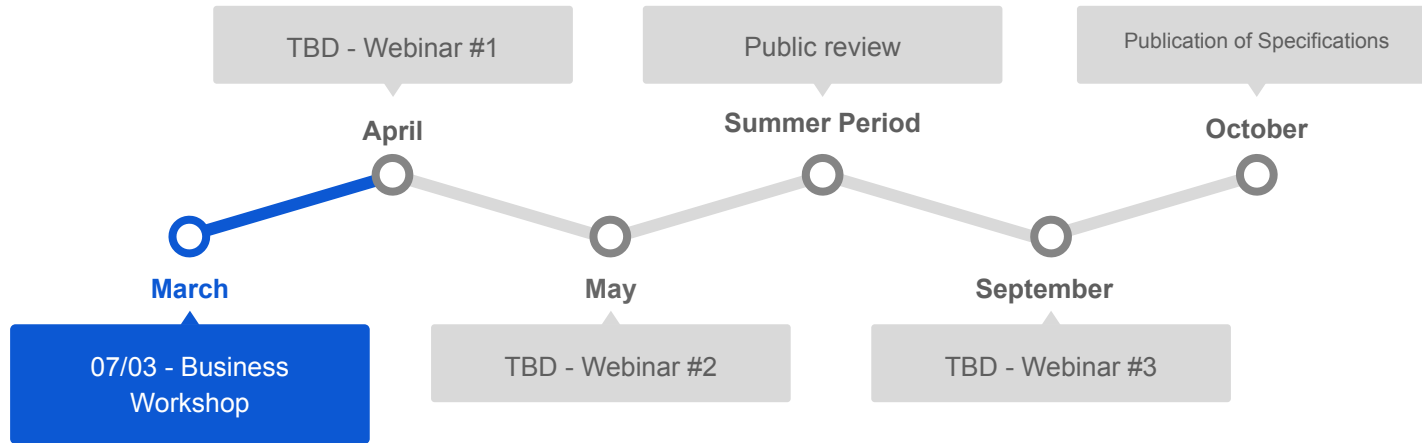 TBD - Webinar #1
Public review
Publication of Specifications
April
Summer Period
October
March
May
September
07/03 - Business
Workshop
TBD - Webinar #2
TBD - Webinar #3